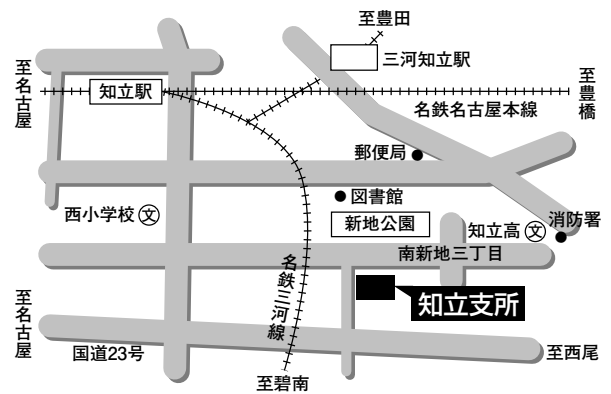 至豊田
三河知立駅
至名古屋
知立駅
至豊橋
名鉄名古屋本線
郵便局
図書館
西小学校 文
新地公園
知立高 文
消防署
南新地三丁目
名鉄三河線
知立支所
至名古屋
国道23号
至西尾
至碧南